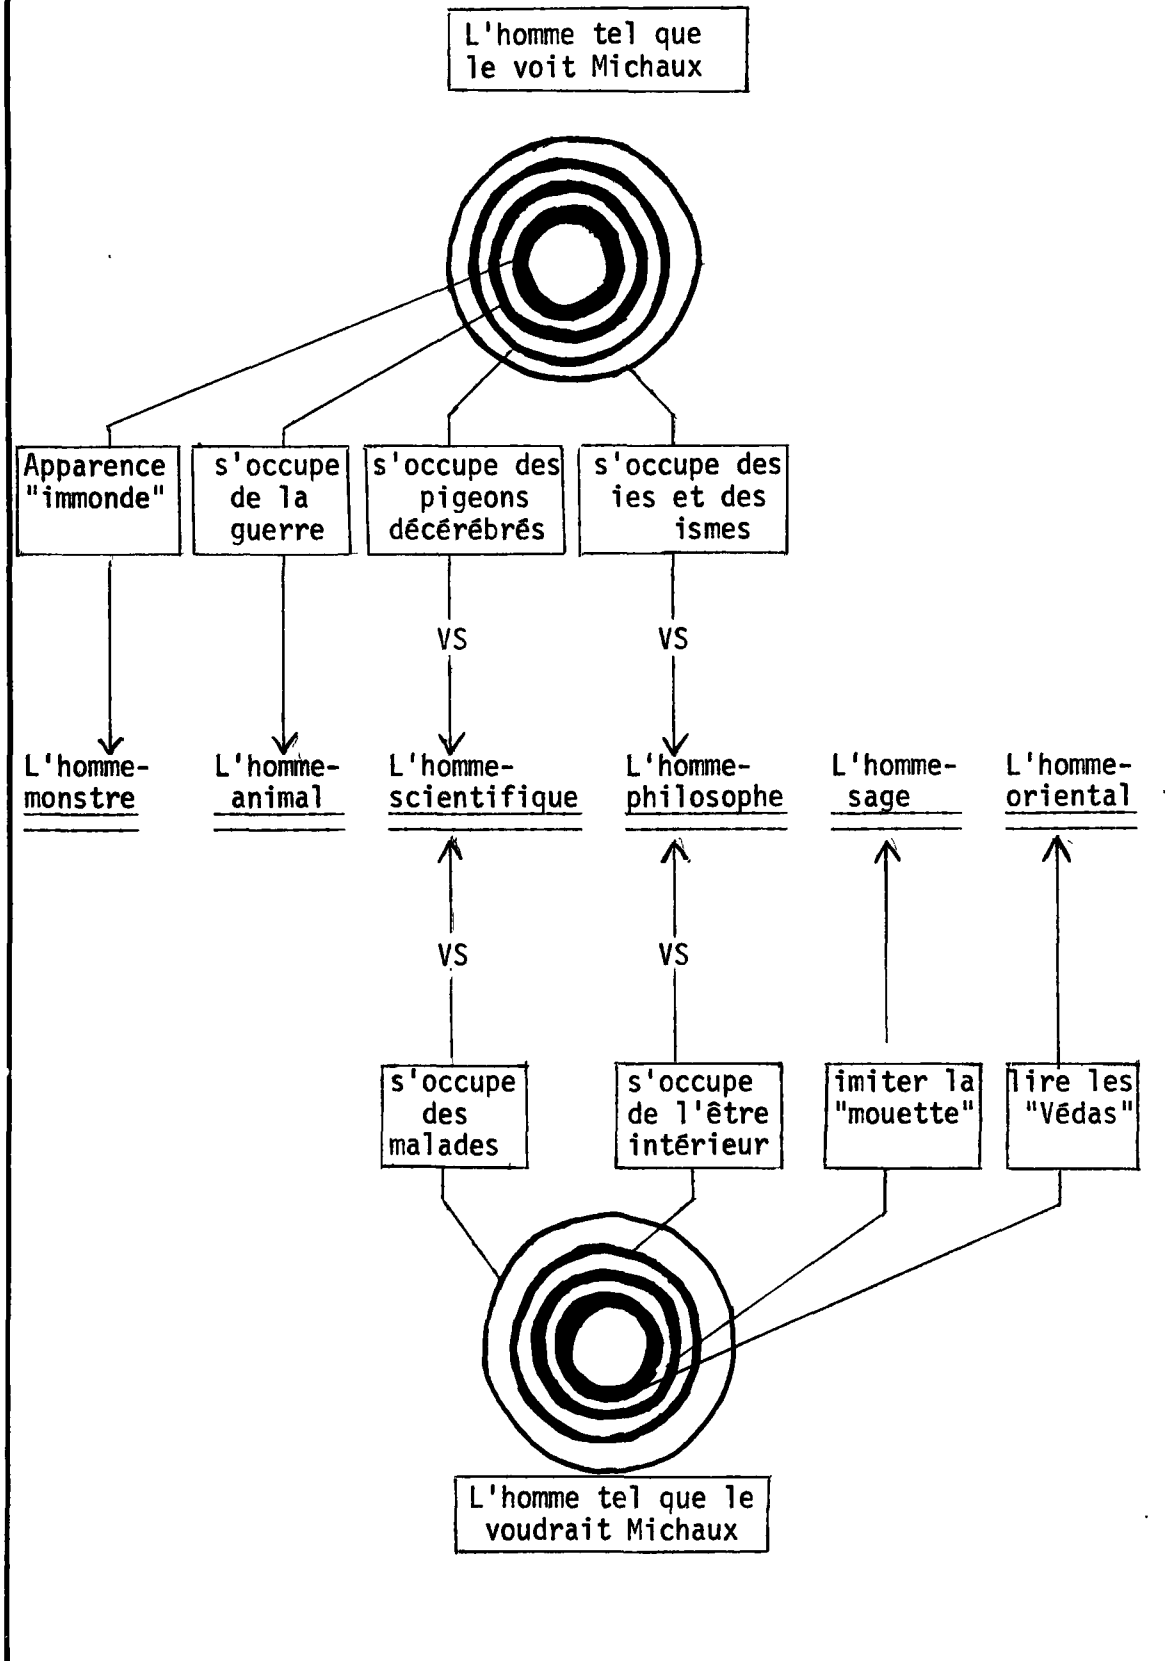 L'homme tel que
le voit Michaux
Apparence
"immonde"
s'occupe
de la
guerre
s'occupe des
pigeons
décérébrés
s'occupe des
ies et des
ismes
VS
VS
L'homme-
monstre
L'homme-
animal
L'homme-
scientifique
L'homme-
philosophe
L'homme-
sage
L'homme-
oriental
VS
VS
s'occupe
des
malades
s'occupe
de l'être
intérieur
imiter la
"mouette"
lire les
"Védas"
L'homme tel que le
voudrait Michaux